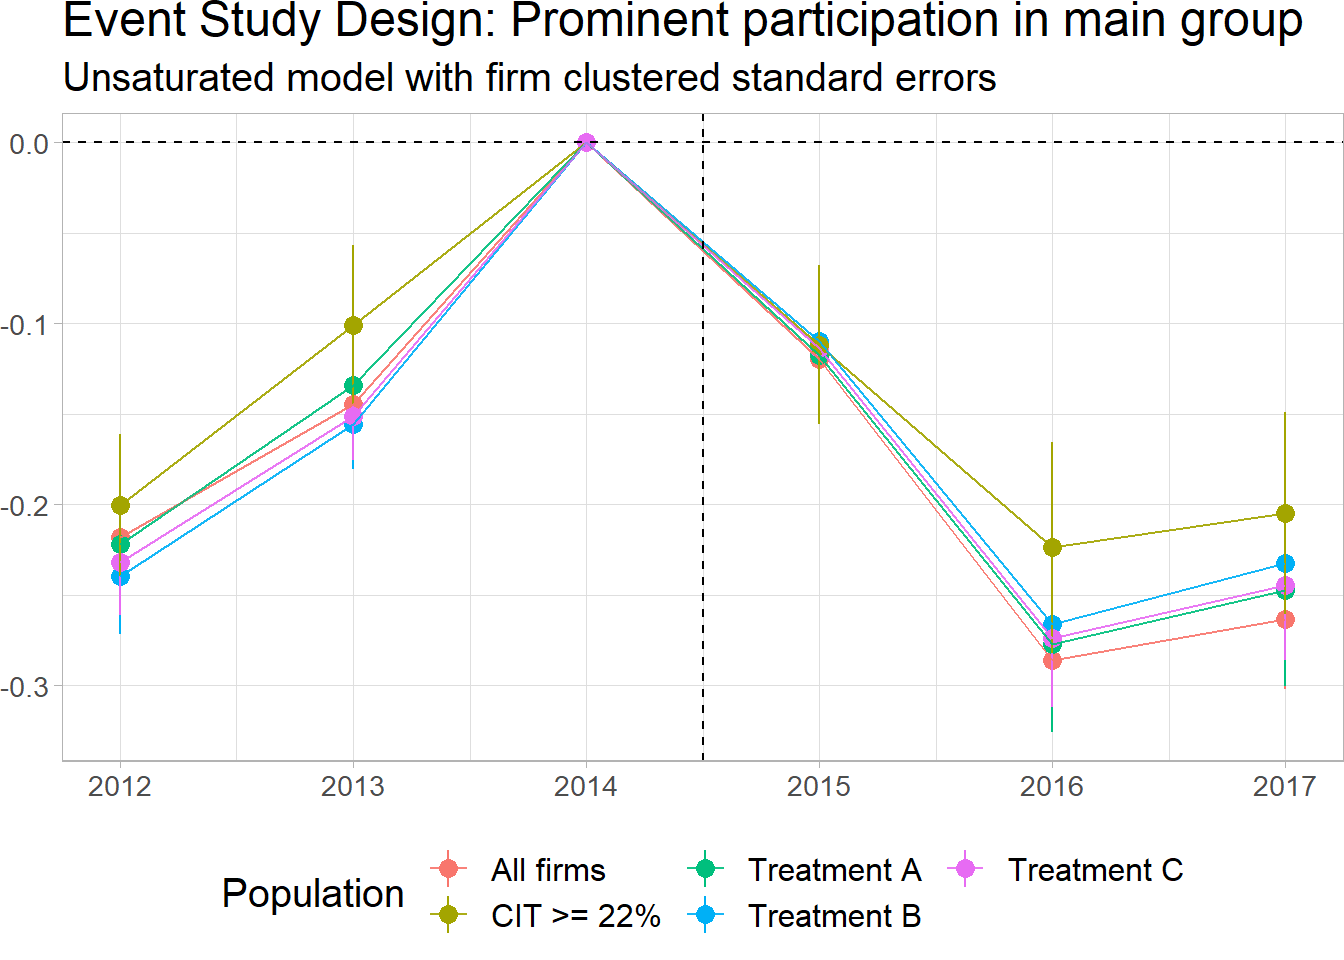 Event Study Design: Prominent participation in main group
Unsaturated model with firm clustered standard errors
0.0
-0.1
-0.2
-0.3
2012 2013 2014 2015 2016 2017
Population
All firms Treatment A Treatment C
CIT >= 22% Treatment B